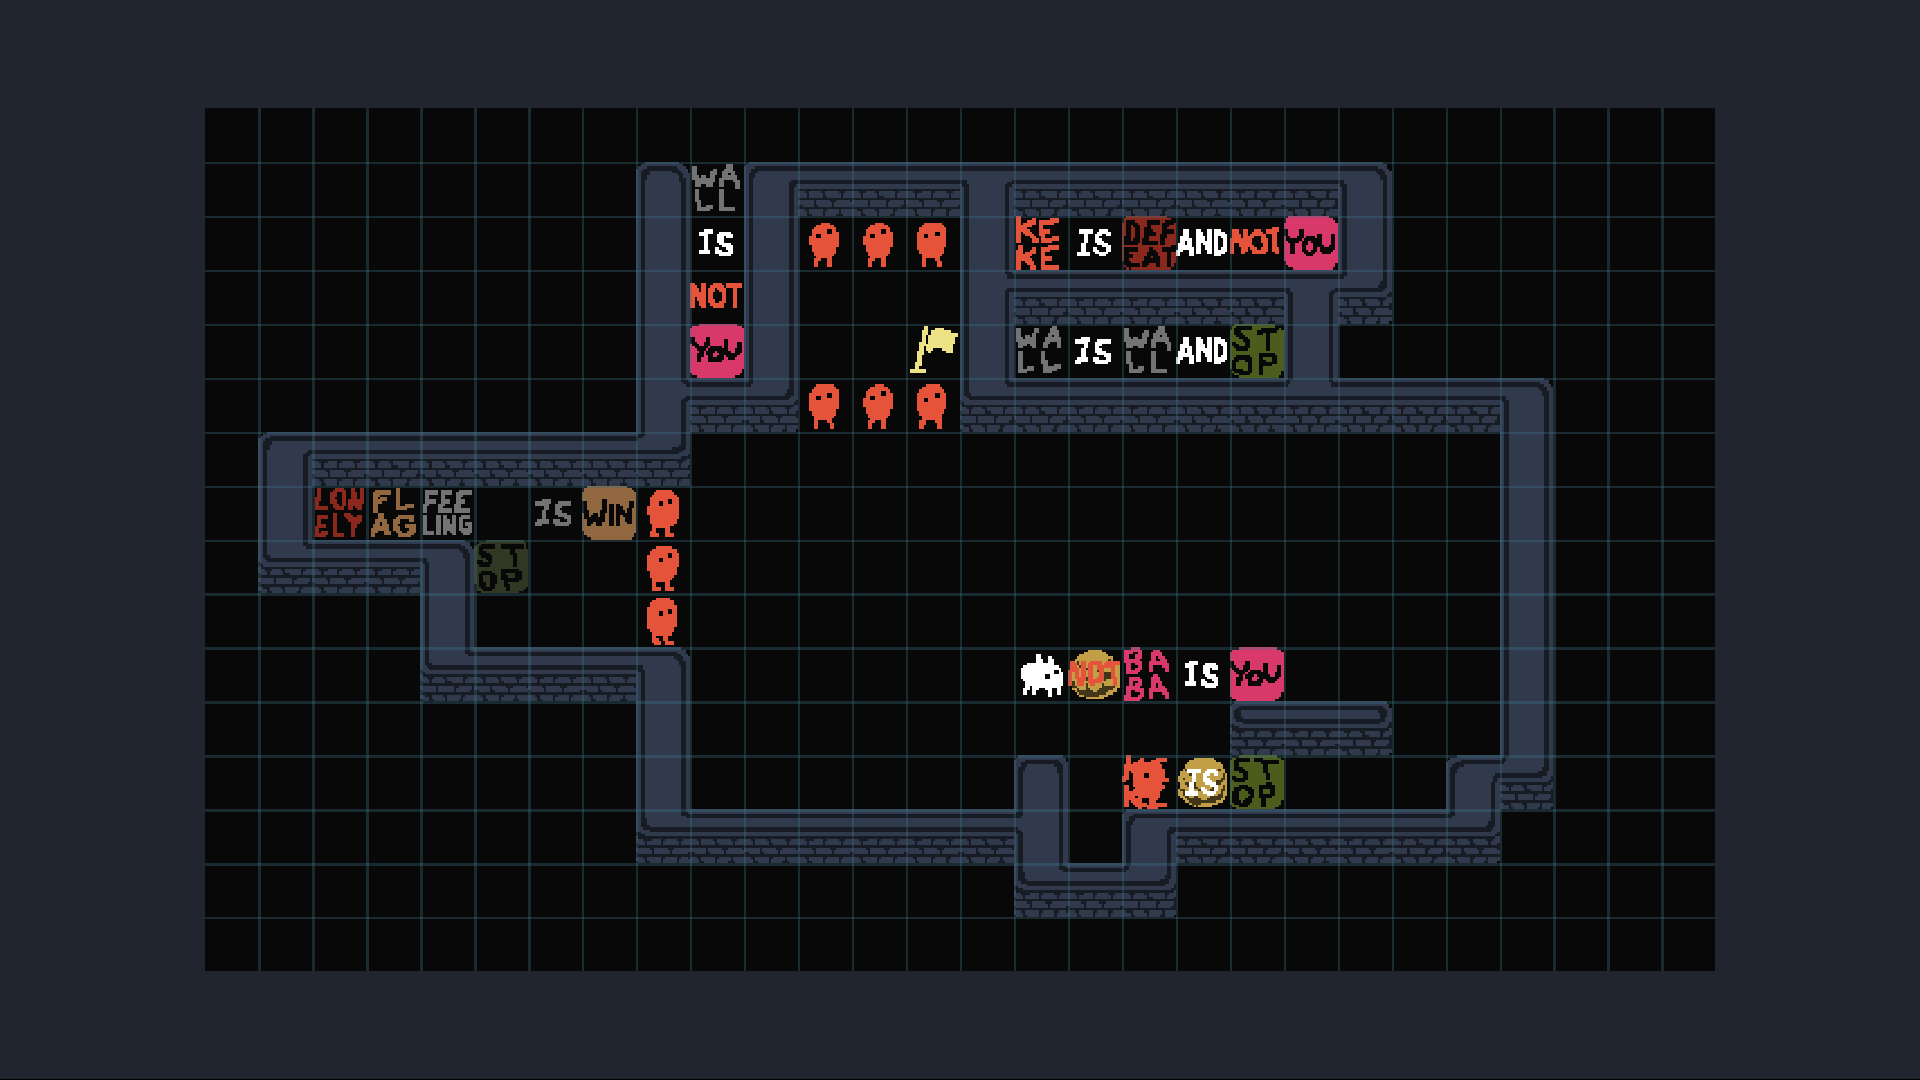 WALL
IS
NOT
YOU
KEKE IS DEFEAT AND NOT YOU
WALL IS WALL AND STOP
LONELY FLAG FEELING IS WIN
STOP
NOT BABA IS YOU
KEKE IS STOP